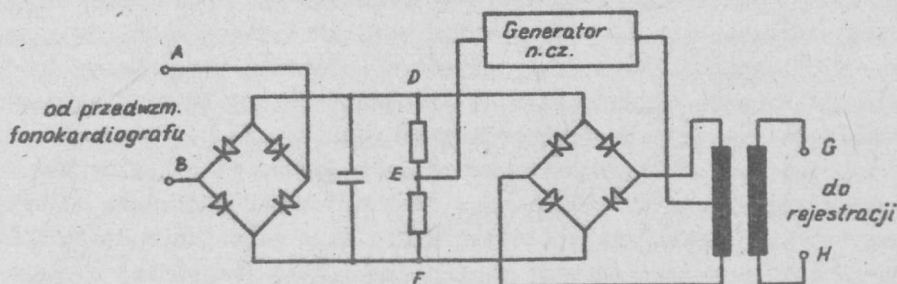 Generator
n.cz.
A
D
od przedwzm.
fonokardiografu
B
E
G
do
rejestracji
H
F